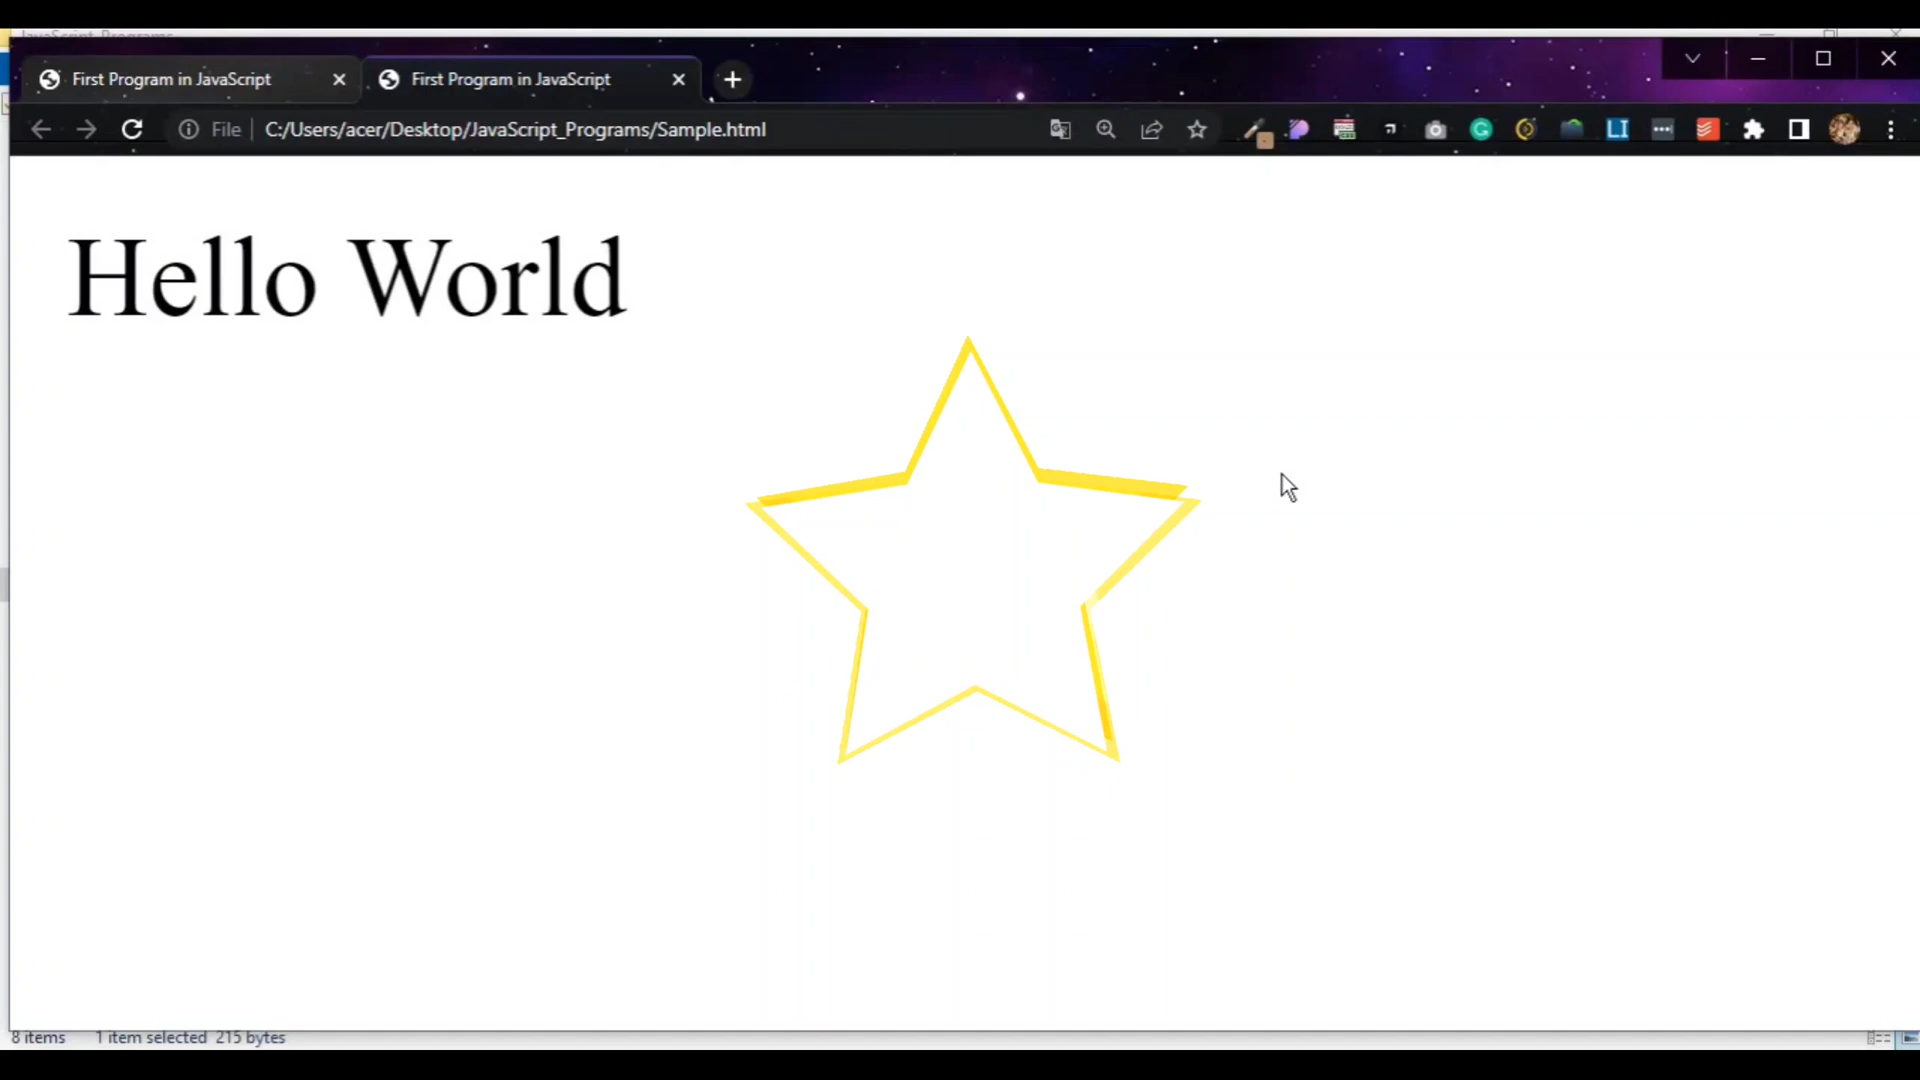 First Program in JavaScript
First Program in JavaScript
File
C:/Users/acer/Desktop/JavaScript_Programs/Sample.html
LI
Hello World
8 items
1 item selected 215 bytes